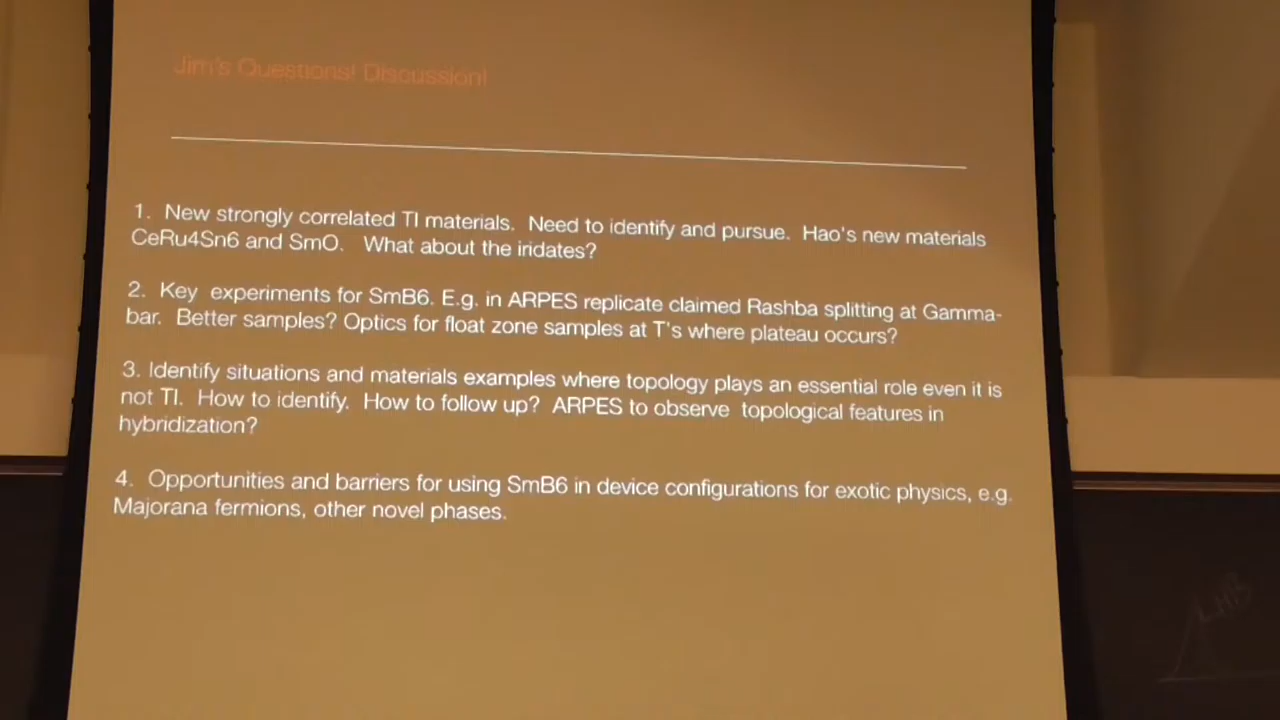 Jim's Questions! Discussion!
1. New strongly correlated TI materials. Need to identify and pursue. Hao's new materials
CeRu4Sn6 and SmO. What about the iridates?
2. Key experiments for SmB6. E.g. in ARPES replicate claimed Rashba splitting at Gamma-
bar. Better samples? Optics for float zone samples at T's where plateau occurs?
3. Identify situations and materials examples where topology plays an essential role even it is
not TI. How to identify. How to follow up? ARPES to observe topological features in
hybridization?
4. Opportunities and barriers for using SmB6 in device configurations for exotic physics, e.g.
Majorana fermions, other novel phases.